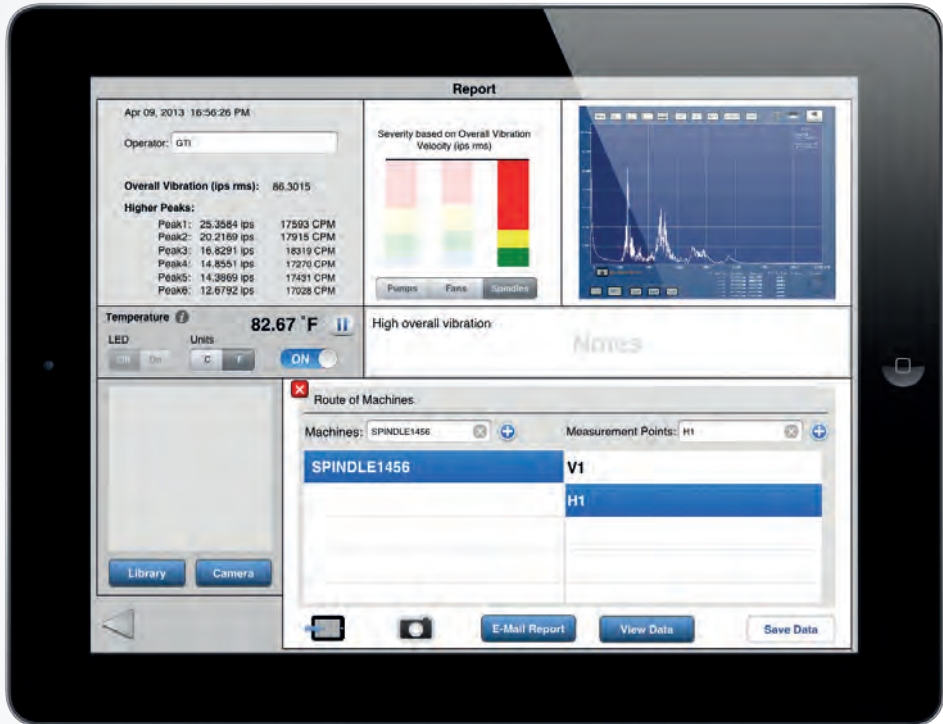 Report
Apr 09, 2013 16:56:26 PM
Operator: GTI
Overall Vibration (ips rms): 86.3015
Higher Peaks:
Peak1: 25.3584 ips 17593 CPM
Peak2: 20.2169 ips 17915 CPM
Peak3: 16.8291 ips 18319 CPM
Peak4: 14.8551 ips 17270 CPM
Peak5: 14.3869 ips 17431 CPM
Peak6: 12.6792 ips 17028 CPM
Severity based on Overall Vibration
Velocity (ips rms)
Pumps Fans Spindles
Temperature i 82.67 °F
LED Units
Off On C F ON
High overall vibration
Notes
Route of Machines
Machines: SPINDLE1456 Measurement Points: H1
SPINDLE1456 V1
H1
Library Camera
E-Mail Report View Data Save Data